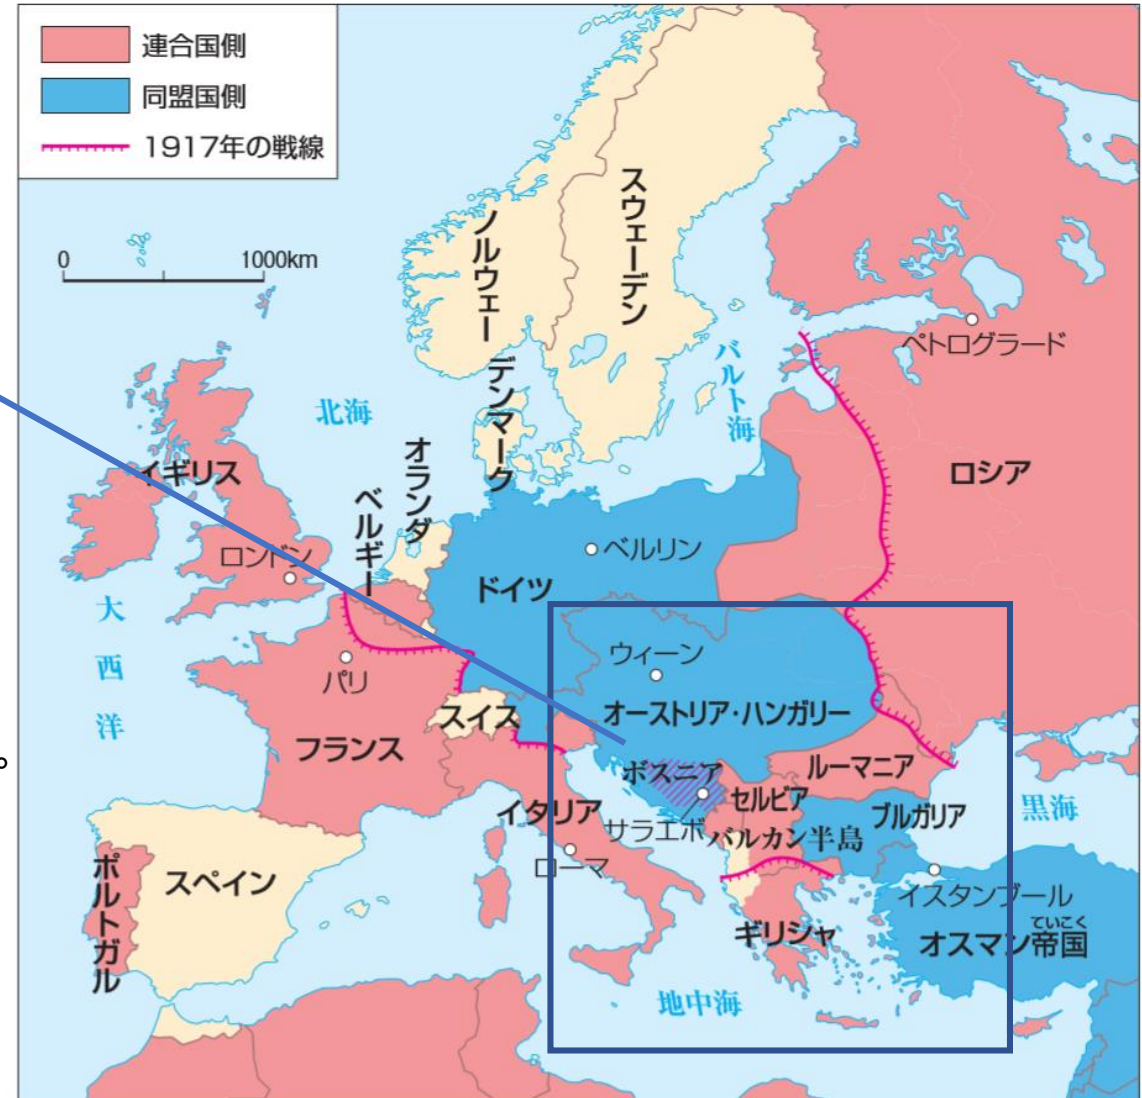 連合国側
同盟国側
1917年の戦線
0 1000km
スウェーデン
ノルウェー
ペトログラード
バルト海
デンマーク
北海
オランダ
イギリス
ロシア
ベルギー
ロンドン
ベルリン
ドイツ
大西洋
ウィーン
パリ
オーストリア・ハンガリー
スイス
フランス
。
ルーマニア
ボスニア
セルビア
イタリア
ブルガリア
黒海
サラエボ
バルカン半島
ローマ
ポルトガル
スペイン
イスタンブール
ていこく
オスマン帝国
ギリシャ
地中海